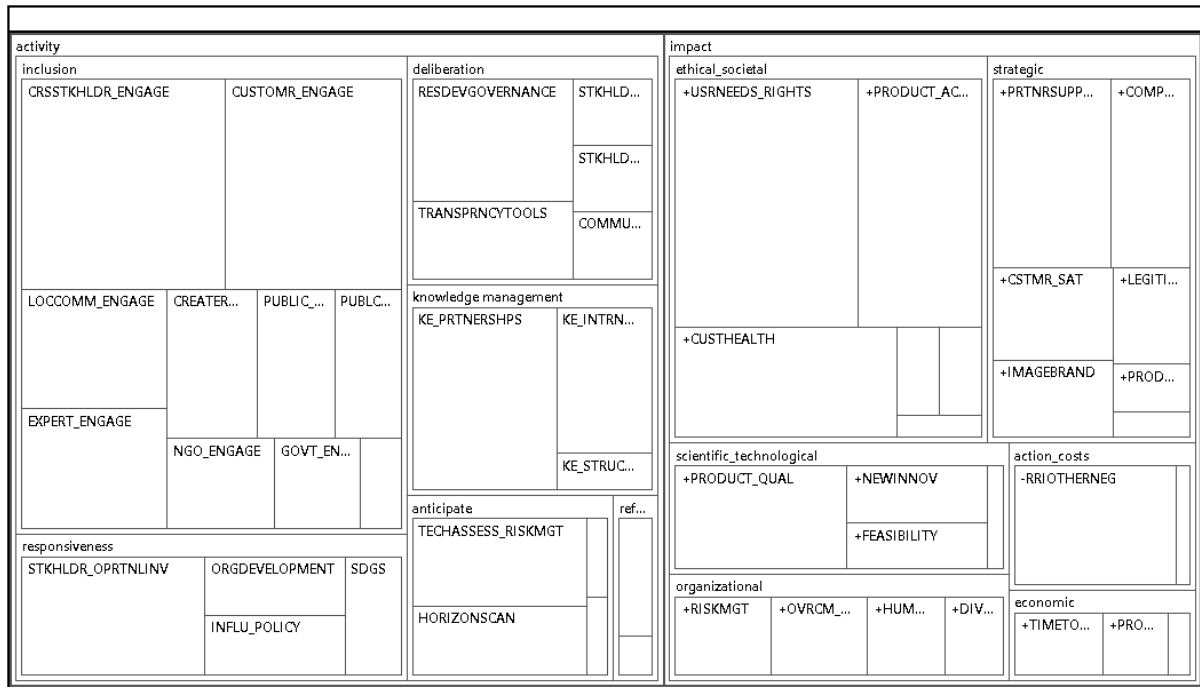 activity
inclusion
CRSSTKHLDR_ENGAGE
CUSTOMR_ENGAGE
LOCCOMM_ENGAGE
CREATER...
PUBLIC_...
PUBLC...
EXPERT_ENGAGE
NGO_ENGAGE
GOVT_EN...
responsiveness
STKHLDR_OPRTNLINV
ORGDEVELOPMENT
SDGS
INFLU_POLICY
deliberation
RESDEVGOVERNANCE
STKHLD...
STKHLD...
TRANSPRNCYTOOLS
COMMU...
knowledge management
KE_PRTNERSHPS
KE_INTRN...
KE_STRUC...
anticipate
TECHASSESS_RISKMGT
HORIZONSCAN
ref...
impact
ethical_societal
+USRNEEDS_RIGHTS
+PRODUCT_AC...
+CUSTHEALTH
strategic
+PRTNRSUPP...
+COMP...
+CSTMR_SAT
+LEGITI...
+IMAGEBRAND
+PROD...
scientific_technological
+PRODUCT_QUAL
+NEWINNOV
+FEASIBILITY
action_costs
-RRIOTHERNEG
organizational
+RISKMGT
+OVRCM_...
+HUM...
+DIV...
economic
+TIMETO...
+PRO...